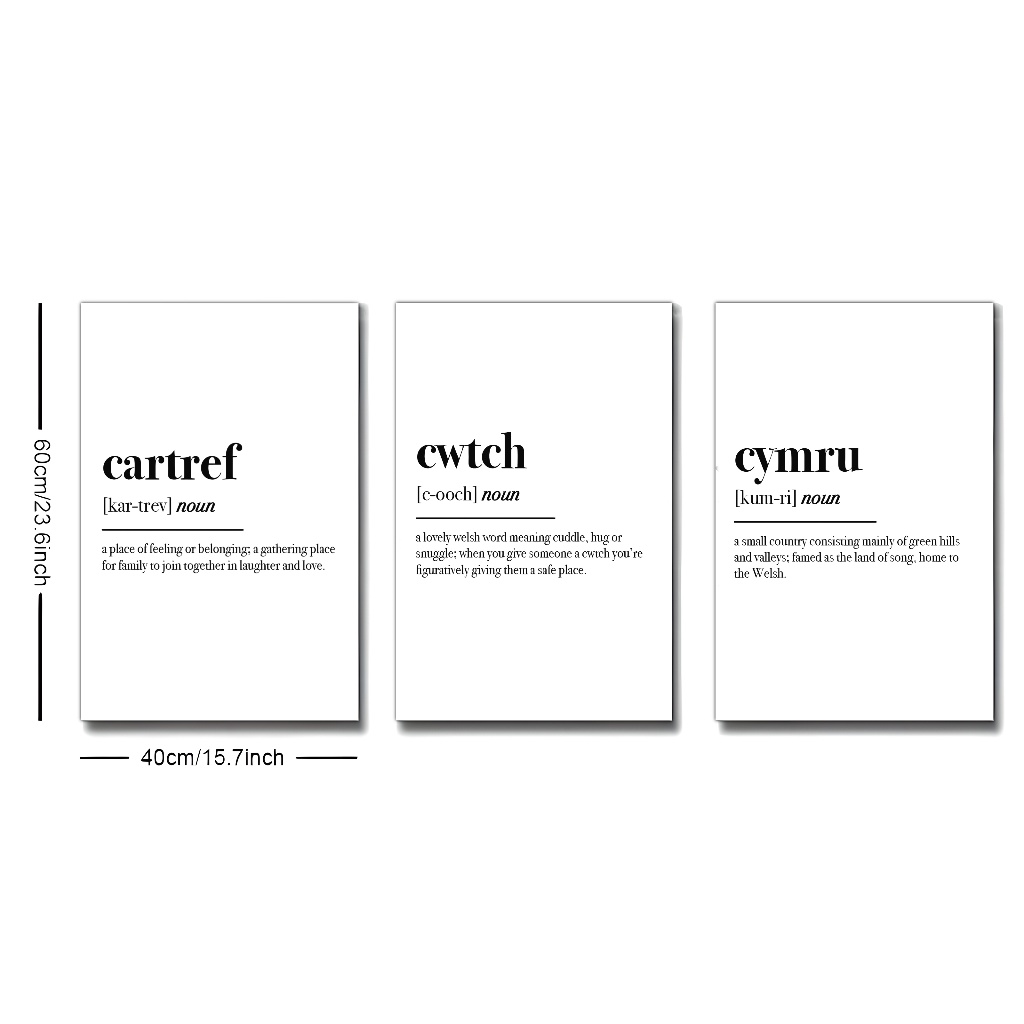 60cm/23.6inch
cartref
[kar-trev] noun
a place of feeling or belonging; a gathering place
for family to join together in laughter and love.
cwtch
[c-ooch] noun
a lovely welsh word meaning cuddle, hug or
snuggle; when you give someone a cwtch you're
figuratively giving them a safe place.
cymru
[kum-ri] noun
a small country consisting mainly of green hills
and valleys; famed as the land of song, home to
the Welsh.
40cm/15.7inch